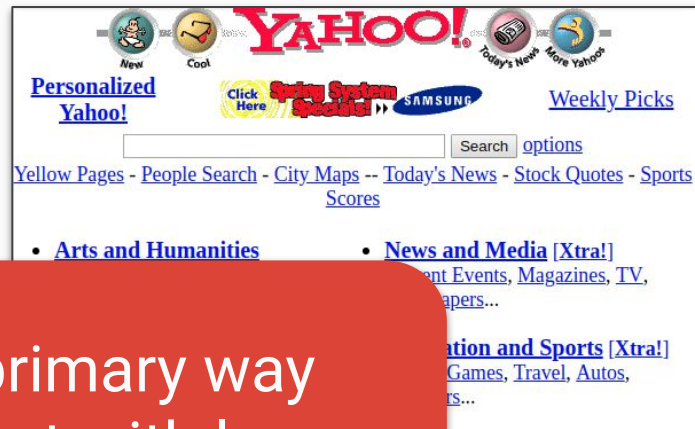 YAHOO!
New
Cool
Today's News
More Yahoos
Personalized
Yahoo!
Click
Here
Spring System
Specials!
SAMSUNG
Weekly Picks
Search options
Yellow Pages - People Search - City Maps -- Today's News - Stock Quotes - Sports
Scores
• Arts and Humanities
• News and Media [Xtra!]
Events, Magazines, TV,
and Sports [Xtra!]
Games, Travel, Autos,
primary way